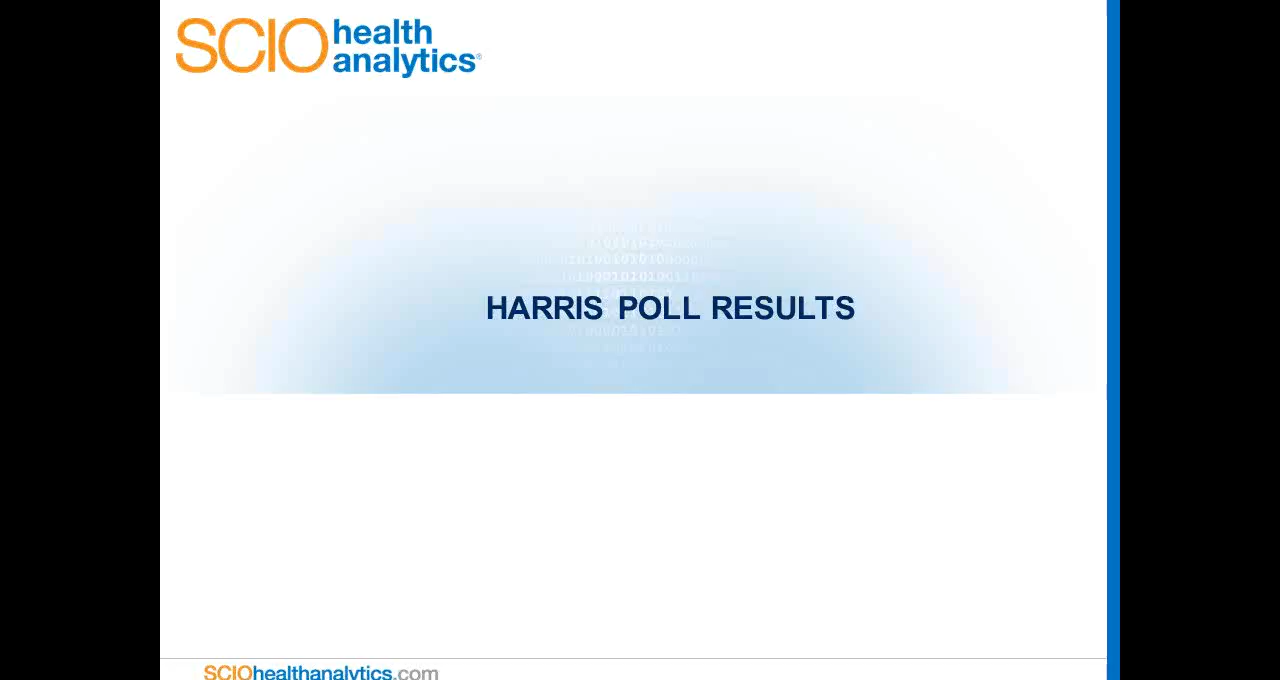 SCIO health
analytics®
HARRIS POLL RESULTS
SCIOhealthanalytics.com